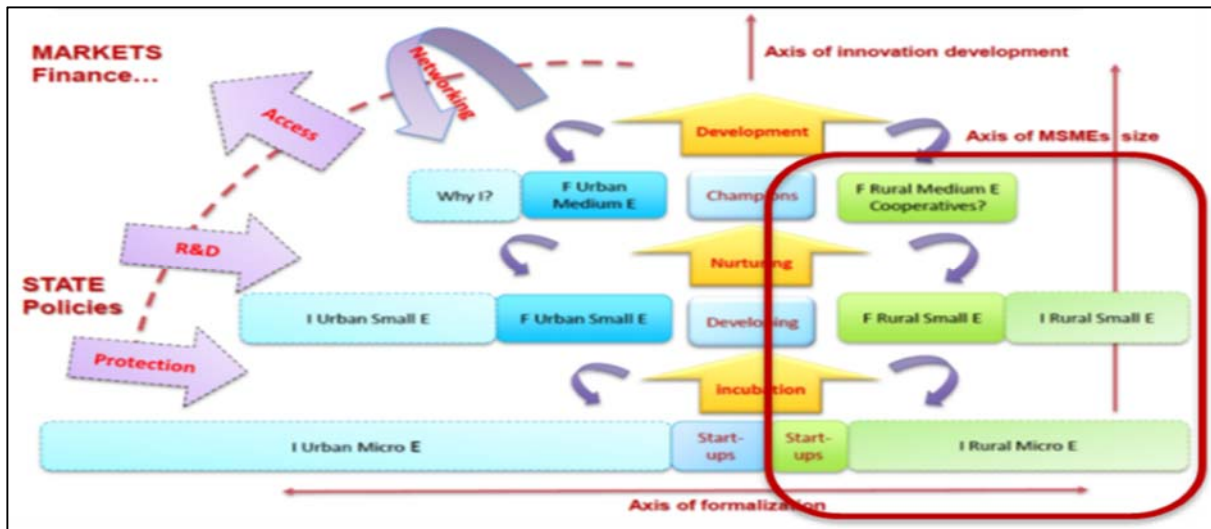 MARKETS
Finance...
Networking
Axis of innovation development
Access
Development
Axis of MSMEs size
Why I?
F Urban
Medium E
Champions
F Rural Medium E
Cooperatives?
R&D
Nurturing
STATE
Policies
I Urban Small E
F Urban Small E
Developing
F Rural Small E
I Rural Small E
Protection
incubation
I Urban Micro E
Start-
ups
Start-
ups
I Rural Micro E
Axis of formalization